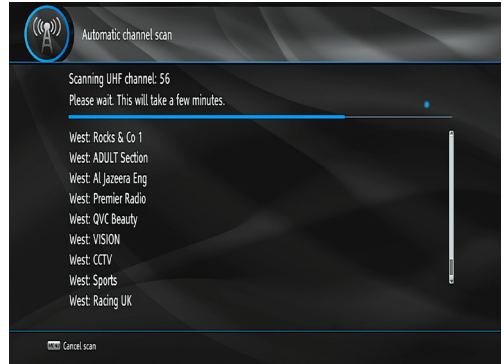 Automatic channel scan
Scanning UHF channel: 56
Please wait. This will take a few minutes.
West: Rocks & Co 1
West: ADULT Section
West: Al Jazeera Eng
West: Premier Radio
West: QVC Beauty
West: VISION
West: CCTV
West: Sports
West: Racing UK
MENU Cancel scan